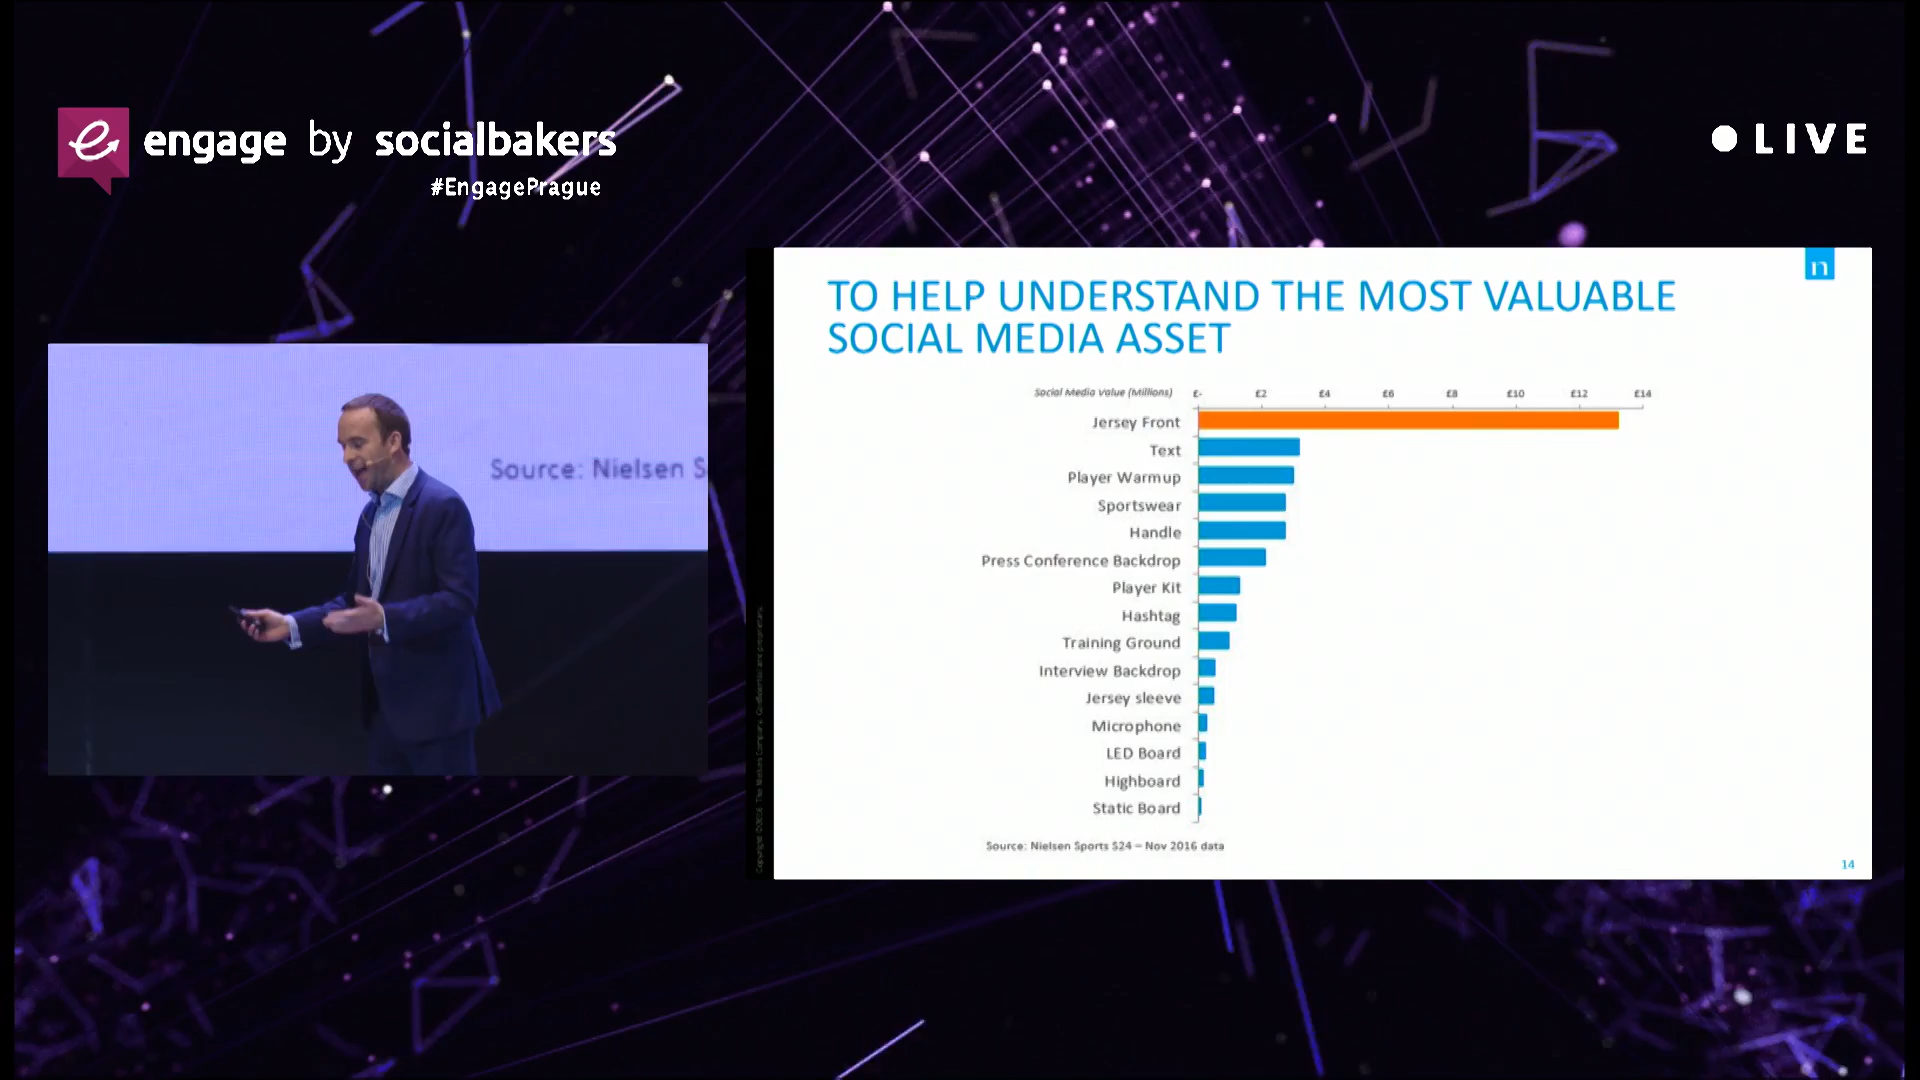 engage by socialbakers
#EngagePrague
LIVE
Source: Nielsen S
n
TO HELP UNDERSTAND THE MOST VALUABLE
SOCIAL MEDIA ASSET
Social Media Value (Millions) £- £2 £4 £6 £8 £10 £12 £14
Jersey Front
Text
Player Warmup
Sportswear
Handle
Press Conference Backdrop
Player Kit
Hashtag
Training Ground
Interview Backdrop
Jersey sleeve
Microphone
LED Board
Highboard
Static Board
Source: Nielsen Sports S24 – Nov 2016 data
14